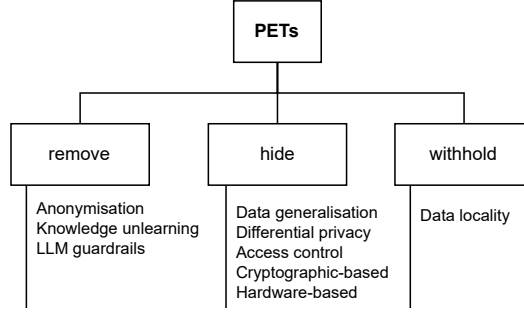 PETs
remove
hide
withhold
Anonymisation
Knowledge unlearning
LLM guardrails
Data generalisation
Differential privacy
Access control
Cryptographic-based
Hardware-based
Data locality